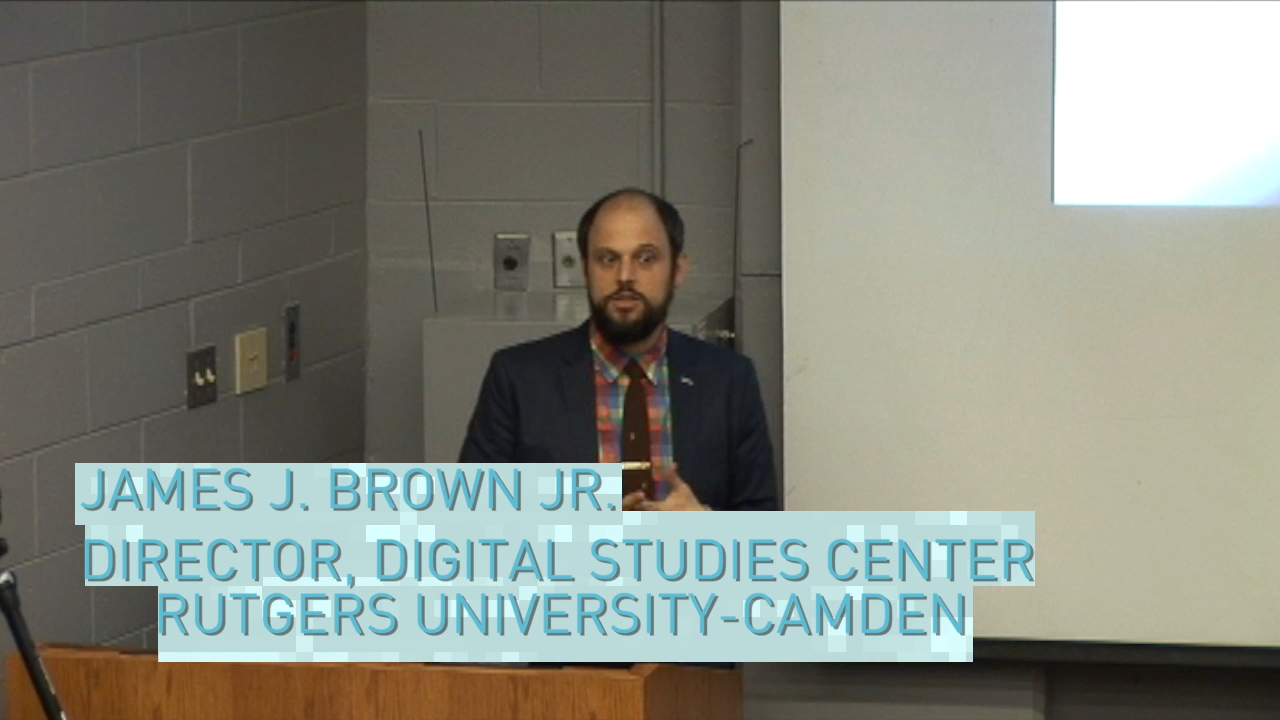 JAMES J. BROWN JR.
DIRECTOR, DIGITAL STUDIES CENTER
RUTGERS UNIVERSITY-CAMDEN